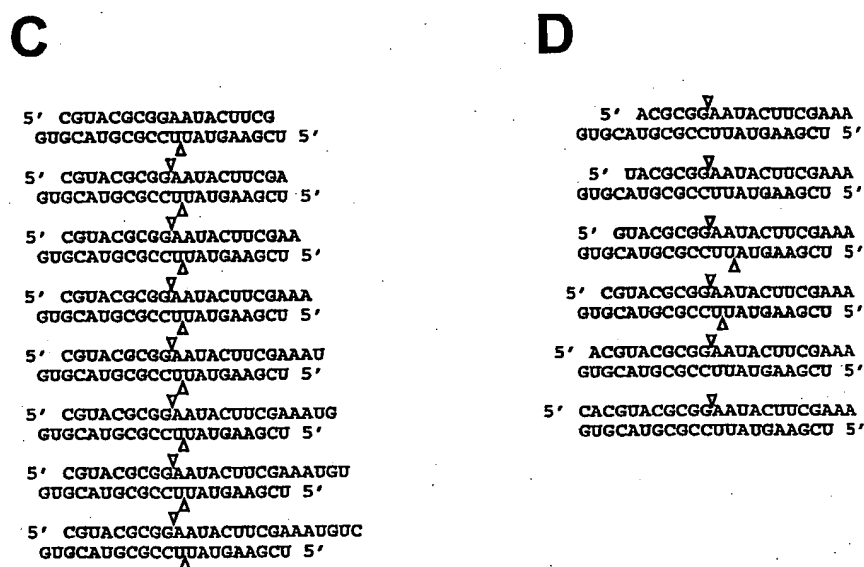 C
5' CGUACGCGGAAUACUUCG
GUGCAUGCGCCUUAUGAAGCU 5'
5' CGUACGCGGAAUACUUCGA
GUGCAUGCGCCUUAUGAAGCU 5'
5' CGUACGCGGAAUACUUCGAA
GUGCAUGCGCCUUAUGAAGCU 5'
5' CGUACGCGGAAUACUUCGAAA
GUGCAUGCGCCUUAUGAAGCU 5'
5' CGUACGCGGAAUACUUCGAAAU
GUGCAUGCGCCUUAUGAAGCU 5'
5' CGUACGCGGAAUACUUCGAAAUG
GUGCAUGCGCCUUAUGAAGCU 5'
5' CGUACGCGGAAUACUUCGAAAUGU
GUGCAUGCGCCUUAUGAAGCU 5'
5' CGUACGCGGAAUACUUCGAAAUGUC
GUGCAUGCGCCUUAUGAAGCU 5'
D
5' ACGCGGAAUACUUCGAAA
GUGCAUGCGCCUUAUGAAGCU 5'
5' UACGCGGAAUACUUCGAAA
GUGCAUGCGCCUUAUGAAGCU 5'
5' GUACGCGGAAUACUUCGAAA
GUGCAUGCGCCUUAUGAAGCU 5'
5' CGUACGCGGAAUACUUCGAAA
GUGCAUGCGCCUUAUGAAGCU 5'
5' ACGUACGCGGAAUACUUCGAAA
GUGCAUGCGCCUUAUGAAGCU 5'
5' CACGUACGCGGAAUACUUCGAAA
GUGCAUGCGCCUUAUGAAGCU 5'